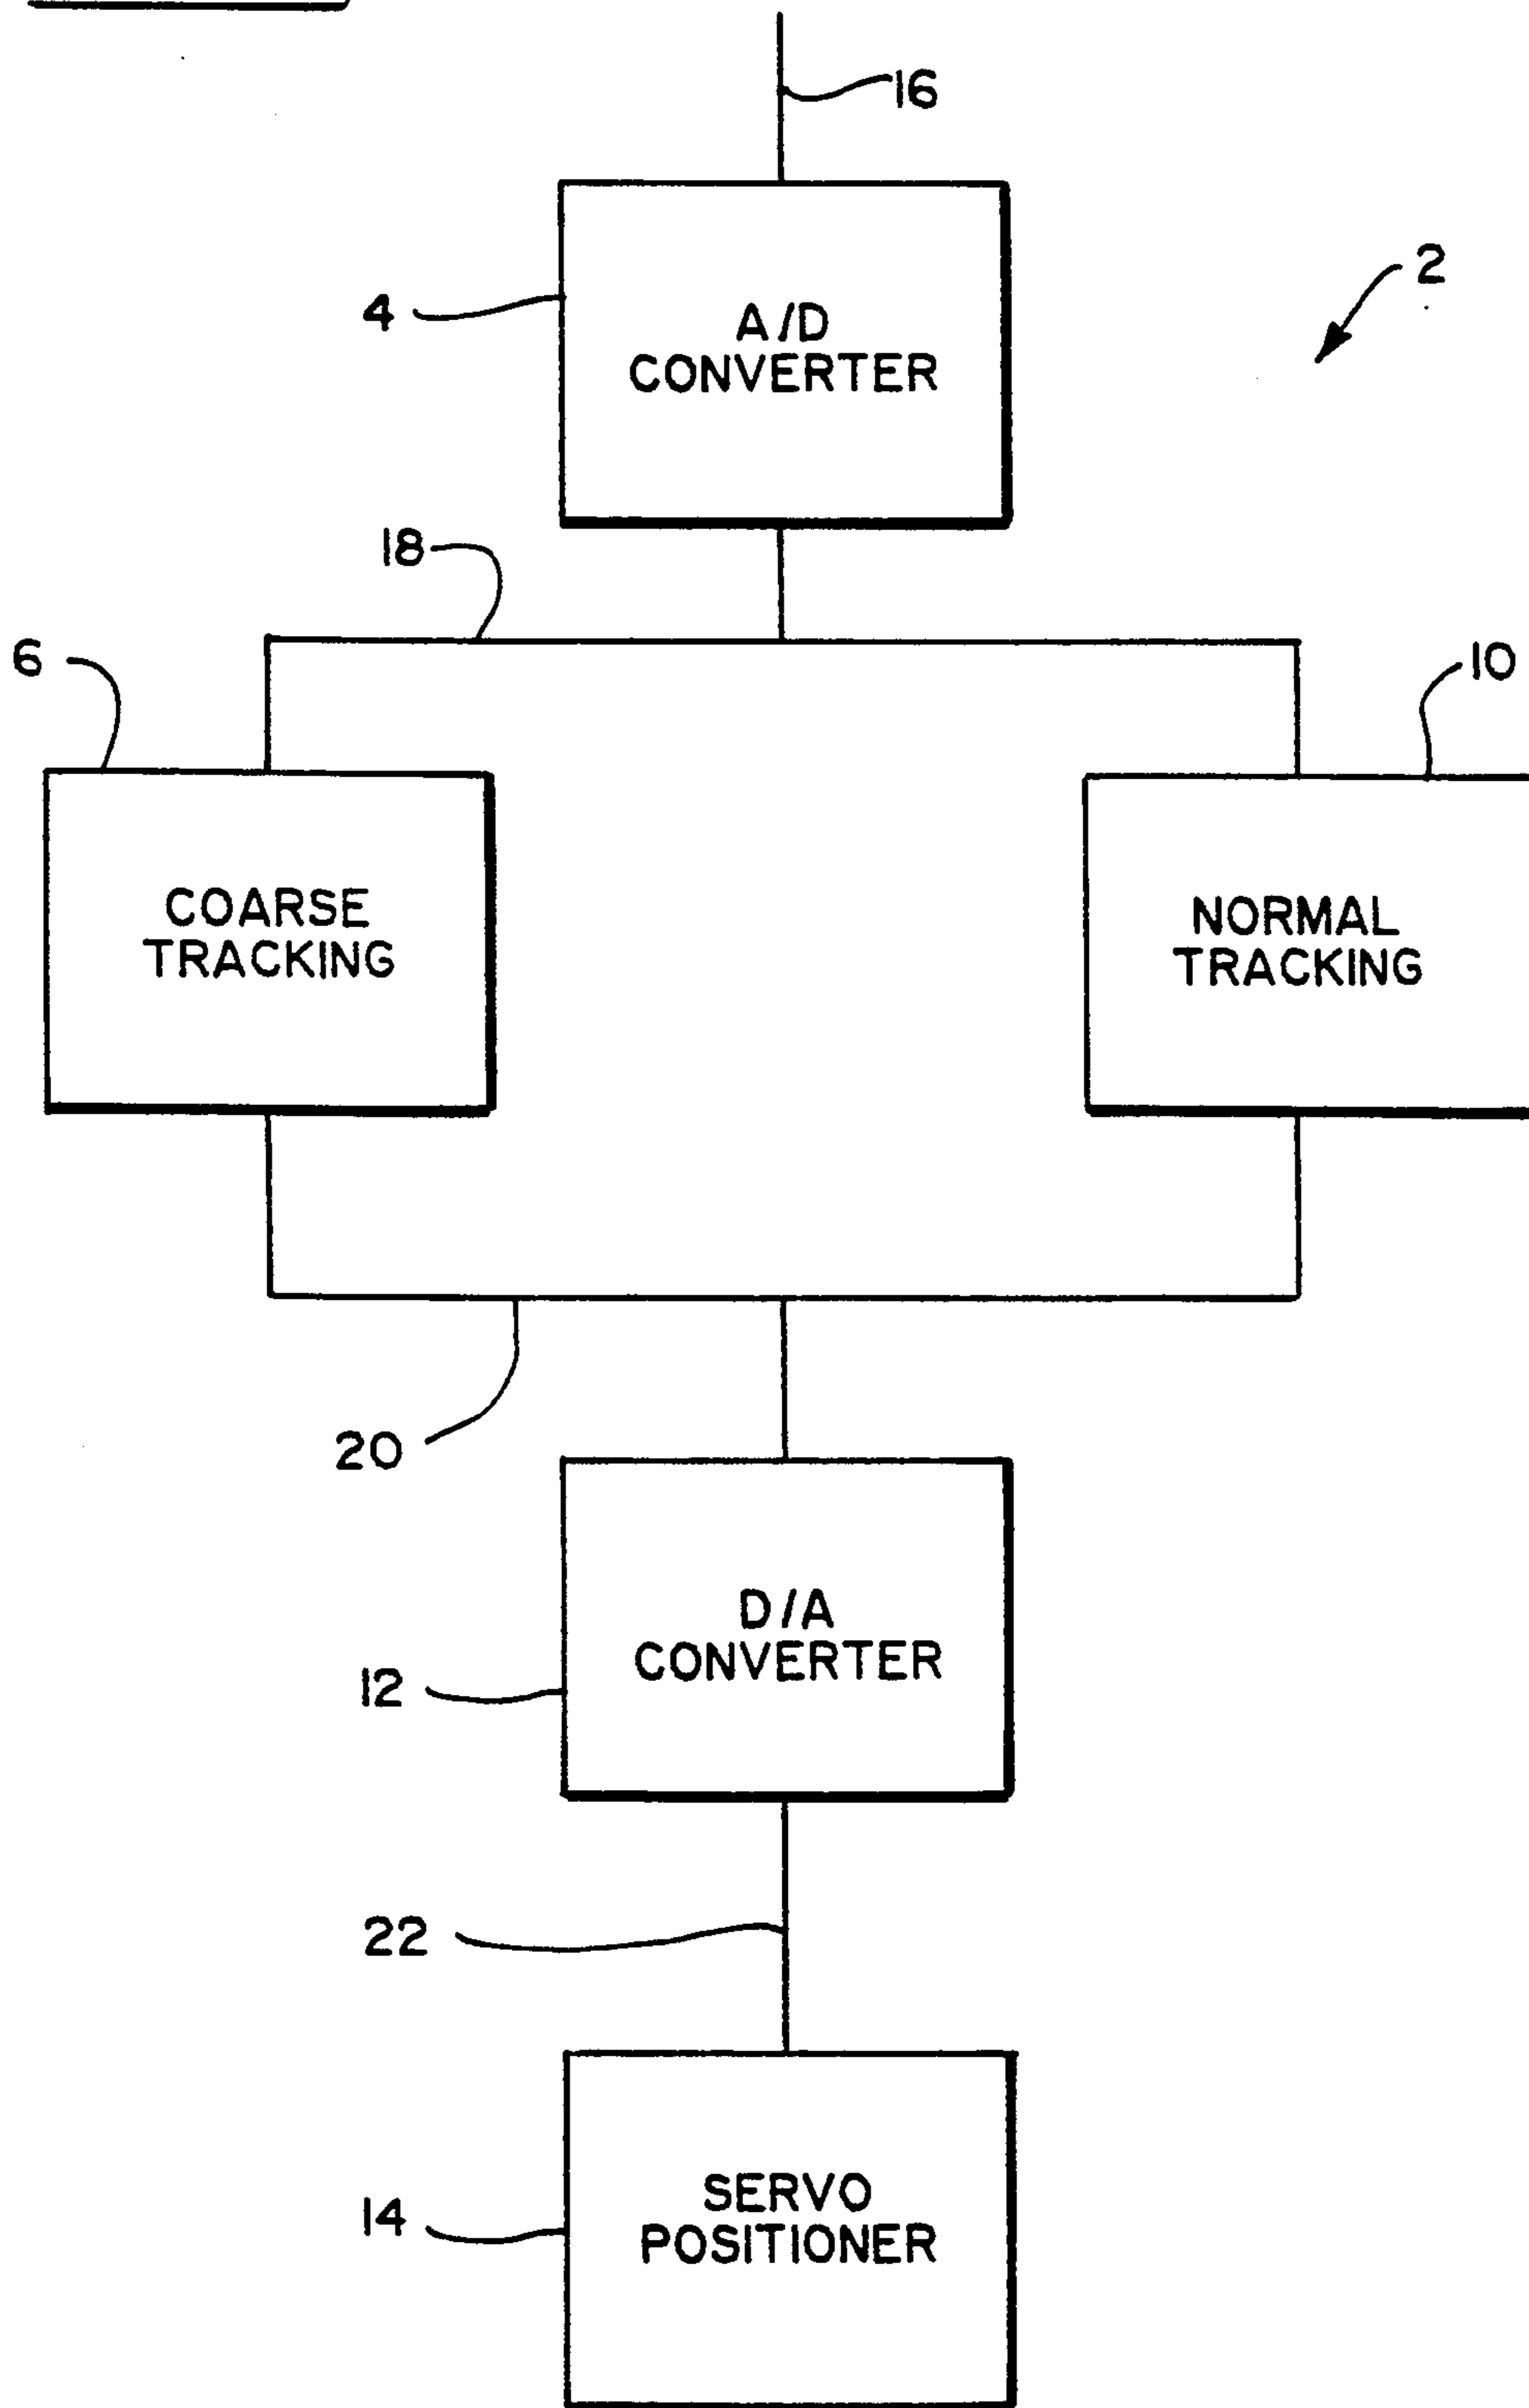 16
2
4
A/D
CONVERTER
18
6
10
COARSE
TRACKING
NORMAL
TRACKING
20
D/A
CONVERTER
12
22
SERVO
POSITIONER
14